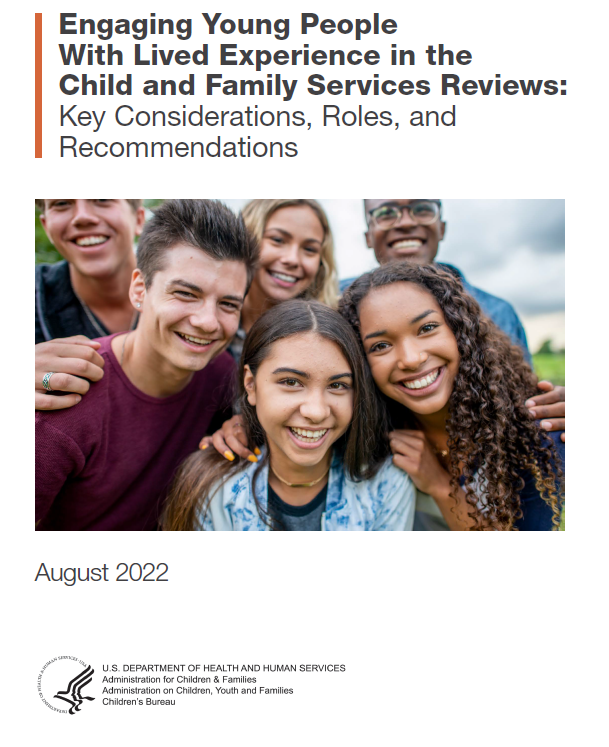 Engaging Young People
With Lived Experience in the
Child and Family Services Reviews:
Key Considerations, Roles, and
Recommendations
August 2022
U.S. DEPARTMENT OF HEALTH AND HUMAN SERVICES
Administration for Children & Families
Administration on Children, Youth and Families
Children's Bureau